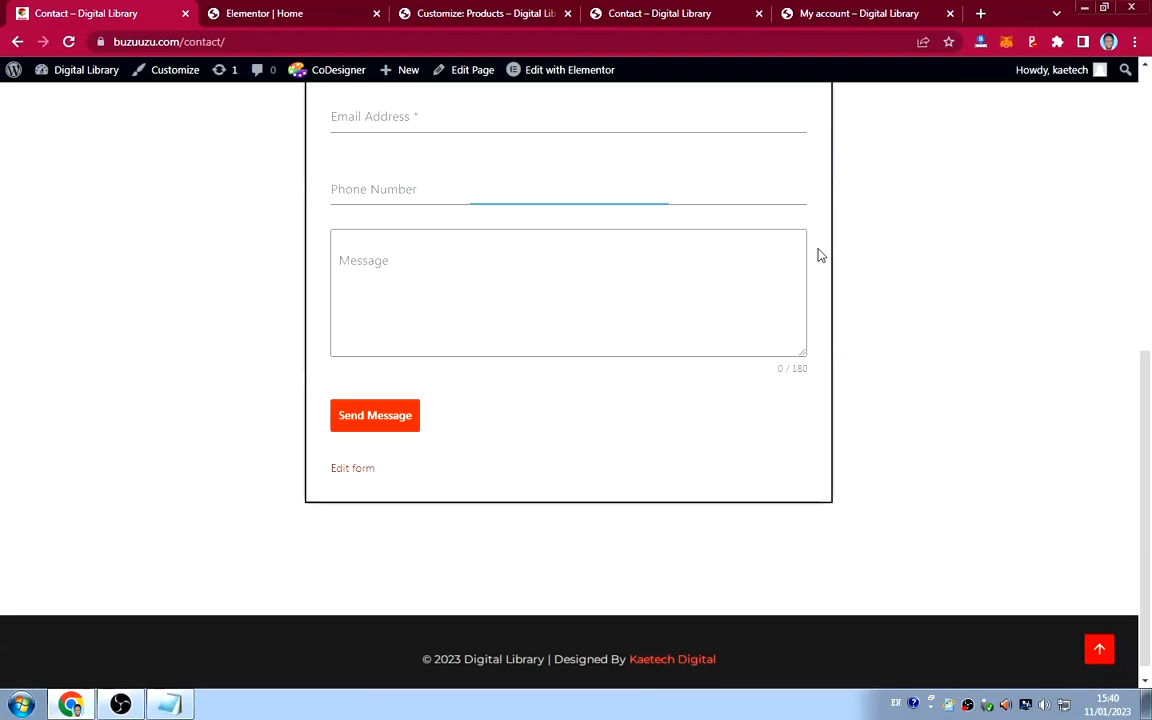 Contact – Digital Library
Elementor | Home
Customize: Products – Digital Lib
Contact – Digital Library
My account – Digital Library
buzuuzu.com/contact/
Digital Library
Customize
1
0
CoDesigner
New
Edit Page
Edit with Elementor
Howdy, kaetech
Email Address *
Phone Number
Message
0 / 180
Send Message
Edit form
© 2023 Digital Library | Designed By Kaetech Digital
EN
15:40
11/01/2023